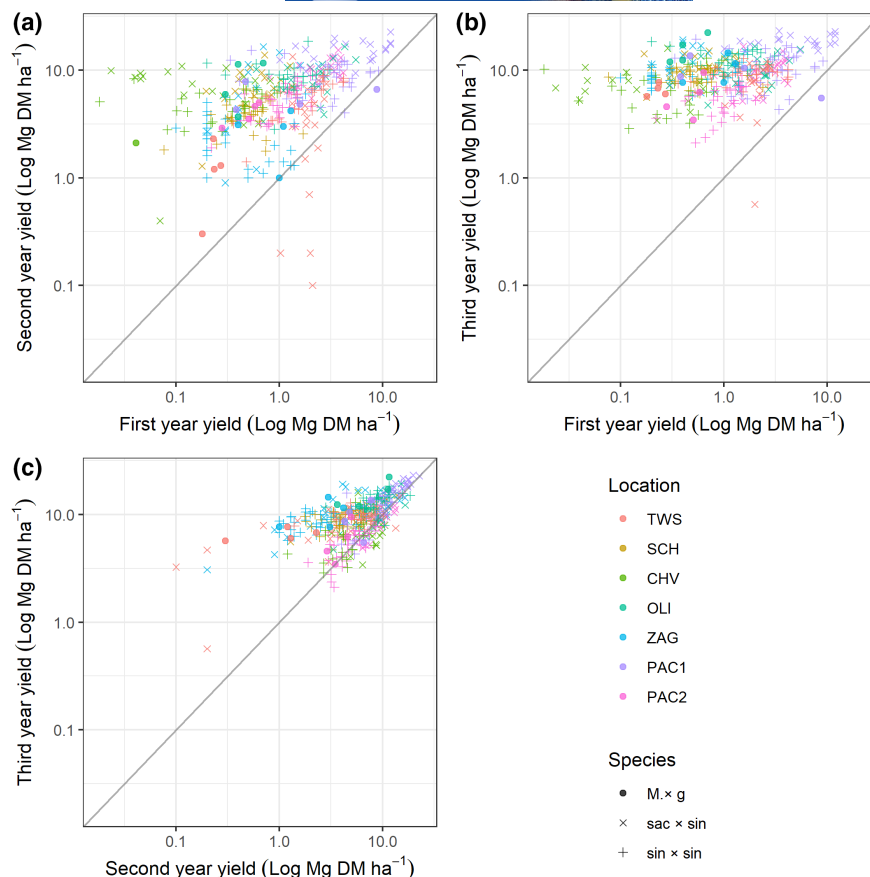 (a)
10.0
1.0
0.1
Second year yield (Log Mg DM ha⁻¹)
0.1 1.0 10.0
First year yield (Log Mg DM ha⁻¹)
(b)
10.0
1.0
0.1
Third year yield (Log Mg DM ha⁻¹)
0.1 1.0 10.0
First year yield (Log Mg DM ha⁻¹)
(c)
10.0
1.0
0.1
Third year yield (Log Mg DM ha⁻¹)
0.1 1.0 10.0
Second year yield (Log Mg DM ha⁻¹)
Location
TWS
SCH
CHV
OLI
ZAG
PAC1
PAC2
Species
M.× g
sac × sin
sin × sin